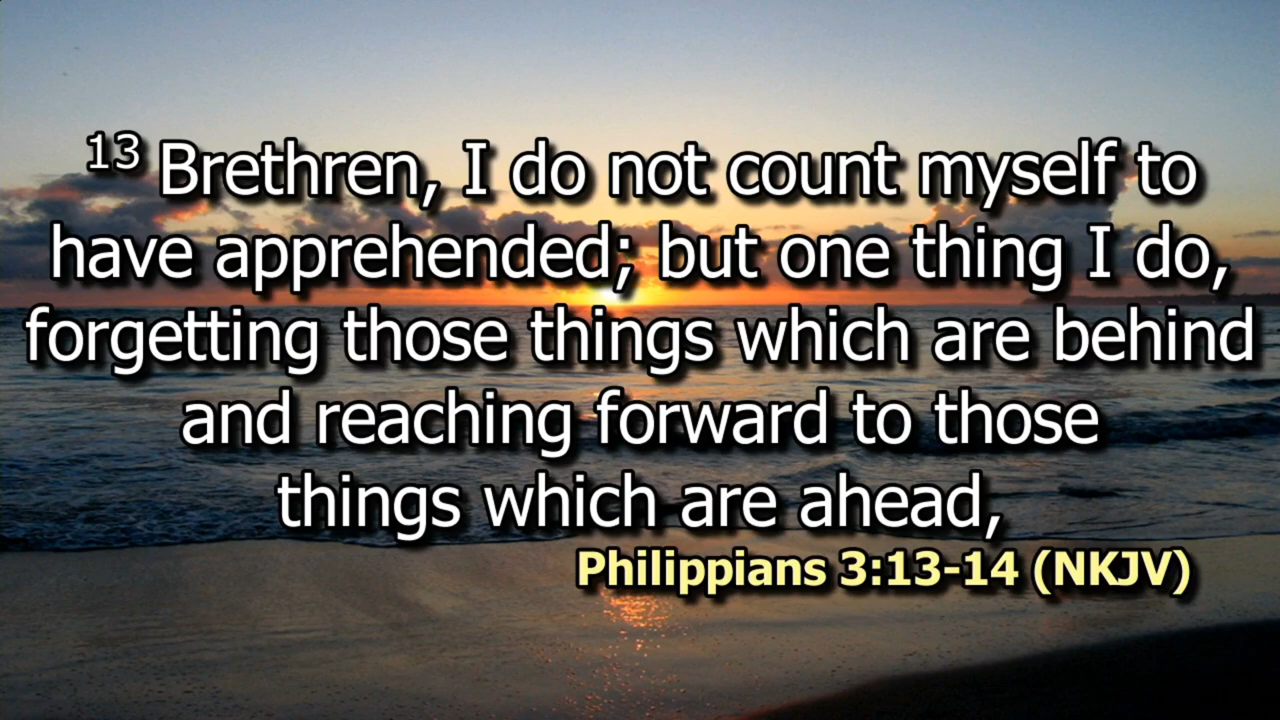 13 Brethren, I do not count myself to
have apprehended; but one thing I do,
forgetting those things which are behind
and reaching forward to those
things which are ahead,
Philippians 3:13-14 (NKJV)